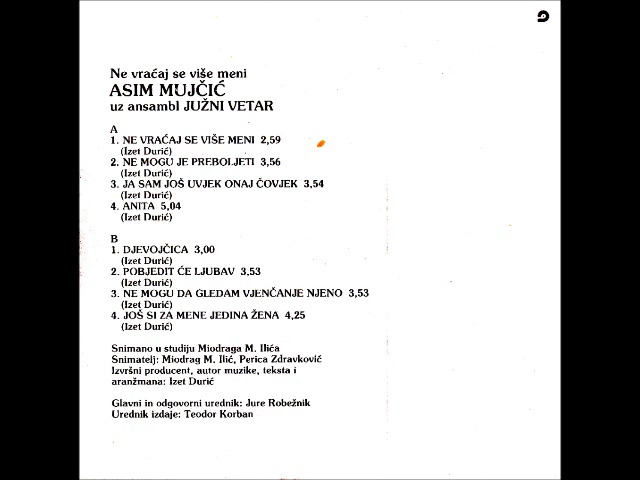 Ne vraćaj se više meni
ASIM MUJČIĆ
uz ansambl JUŽNI VETAR
A
1. NE VRAĆAJ SE VIŠE MENI 2,59
(Izet Durić)
2. NE MOGU JE PREBOLJETI 3,56
(Izet Durić)
3. JA SAM JOŠ UVJEK ONAJ ČOVJEK 3,54
(Izet Durić)
4. ANITA 5,04
(Izet Durić)
B
1. DJEVOJČICA 3,00
(Izet Durić)
2. POBJEDIT ĆE LJUBAV 3,53
(Izet Durić)
3. NE MOGU DA GLEDAM VJENČANJE NJENO 3,53
(Izet Durić)
4. JOŠ SI ZA MENE JEDINA ŽENA 4,25
(Izet Durić)
Snimano u studiju Miodraga M. Ilića
Snimatelj: Miodrag M. Ilić, Perica Zdravković
Izvršni producent, autor muzike, teksta i
aranžmana: Izet Durić
Glavni in odgovorni urednik: Jure Robežnik
Urednik izdaje: Teodor Korban